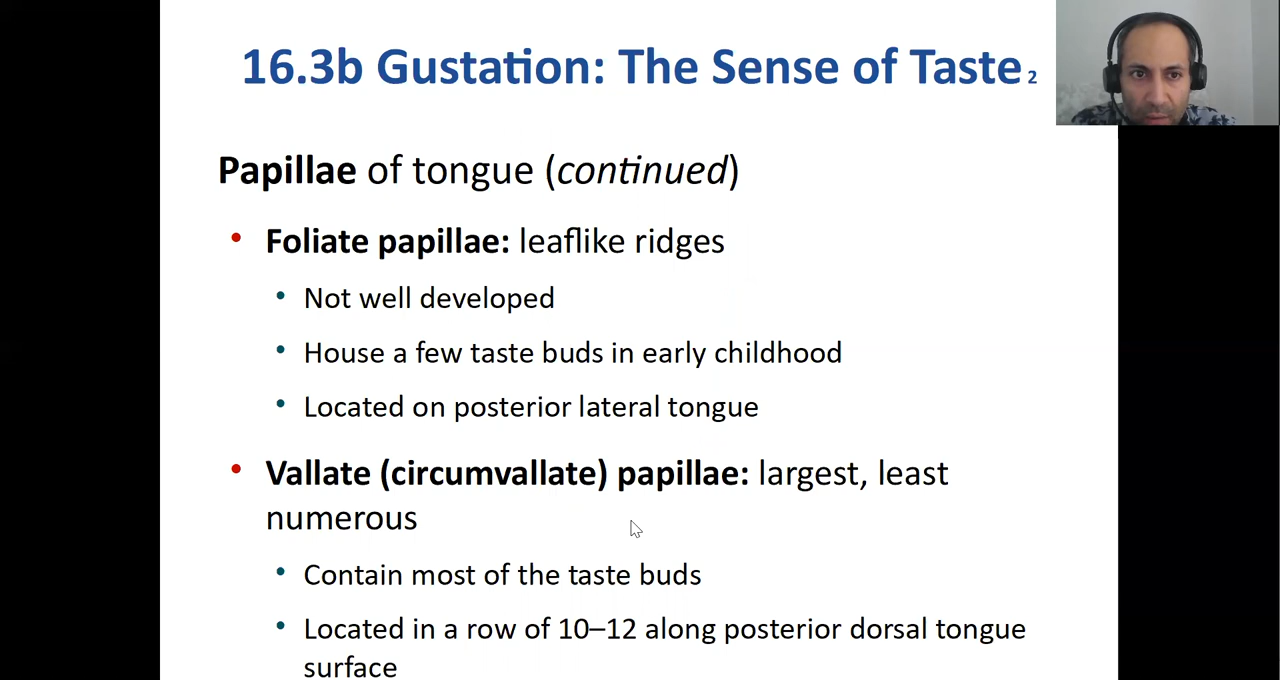 16.3b Gustation: The Sense of Taste 2
Papillae of tongue (continued)
• Foliate papillae: leaflike ridges
• Not well developed
• House a few taste buds in early childhood
• Located on posterior lateral tongue
• Vallate (circumvallate) papillae: largest, least
numerous
• Contain most of the taste buds
• Located in a row of 10–12 along posterior dorsal tongue
surface